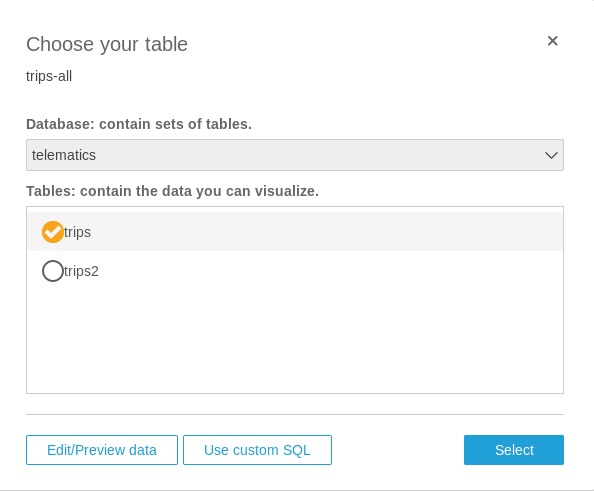 Choose your table
trips-all
Database: contain sets of tables.
telematics
Tables: contain the data you can visualize.
trips
trips2
Edit/Preview data
Use custom SQL
Select